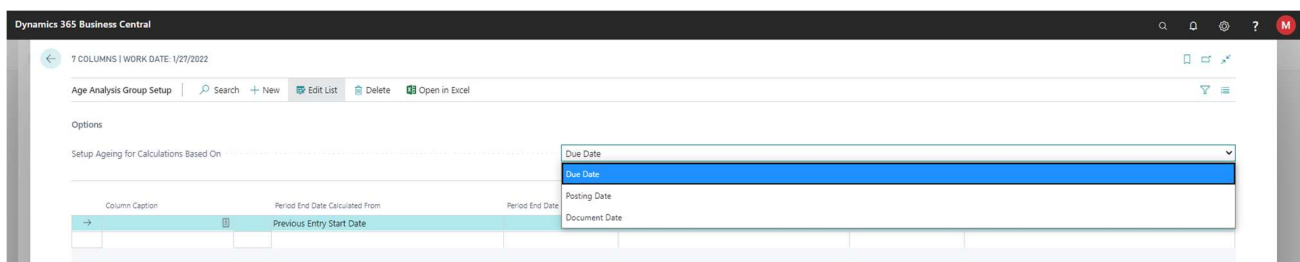 Dynamics 365 Business Central
?
M
7 COLUMNS | WORK DATE: 1/27/2022
Age Analysis Group Setup
Search
+ New
Edit List
Delete
Open in Excel
Options
Setup Ageing for Calculations Based On
Due Date
Due Date
Posting Date
Document Date
Column Caption
Period End Date Calculated From
Period End Date
Previous Entry Start Date